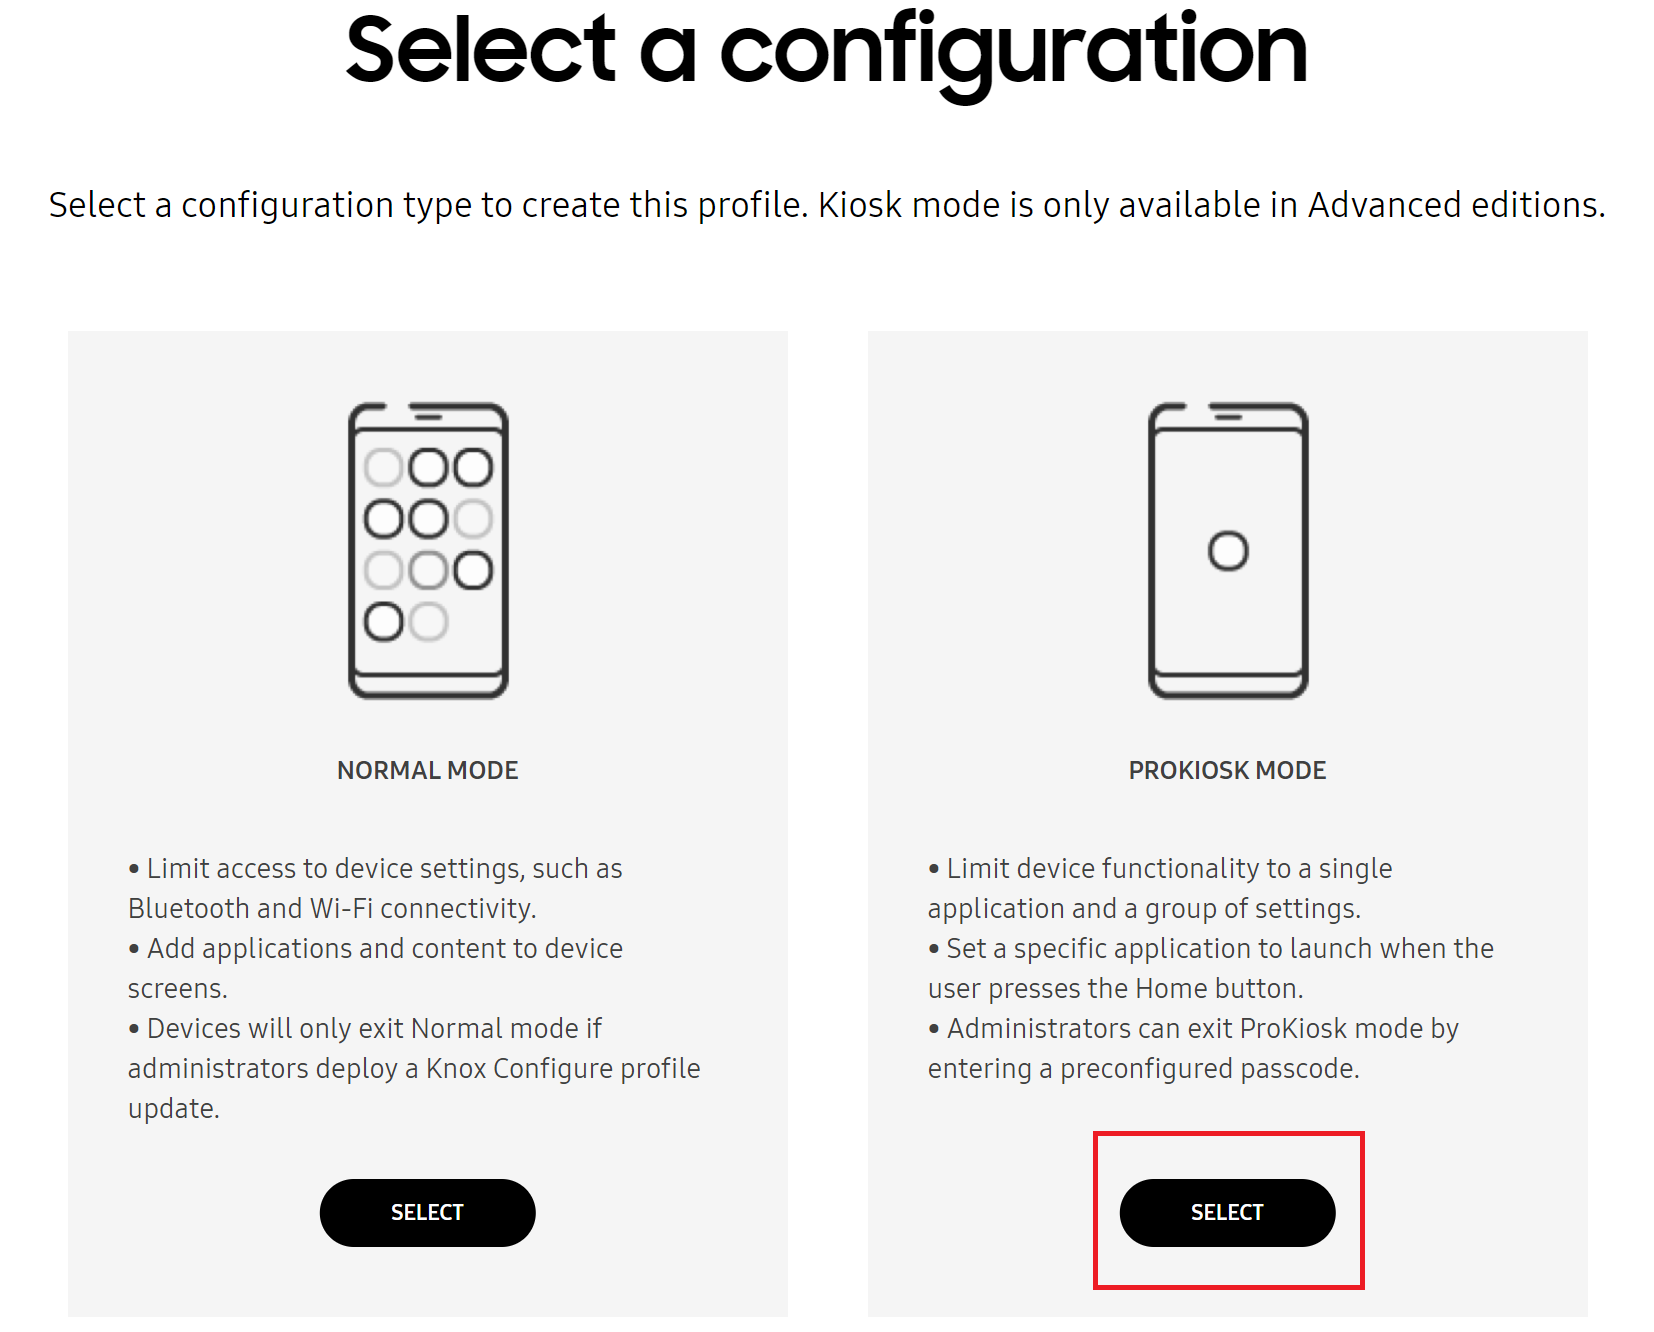 Select a configuration
Select a configuration type to create this profile. Kiosk mode is only available in Advanced editions.
NORMAL MODE
• Limit access to device settings, such as
Bluetooth and Wi-Fi connectivity.
• Add applications and content to device
screens.
• Devices will only exit Normal mode if
administrators deploy a Knox Configure profile
update.
SELECT
PROKIOSK MODE
• Limit device functionality to a single
application and a group of settings.
• Set a specific application to launch when the
user presses the Home button.
• Administrators can exit ProKiosk mode by
entering a preconfigured passcode.
SELECT